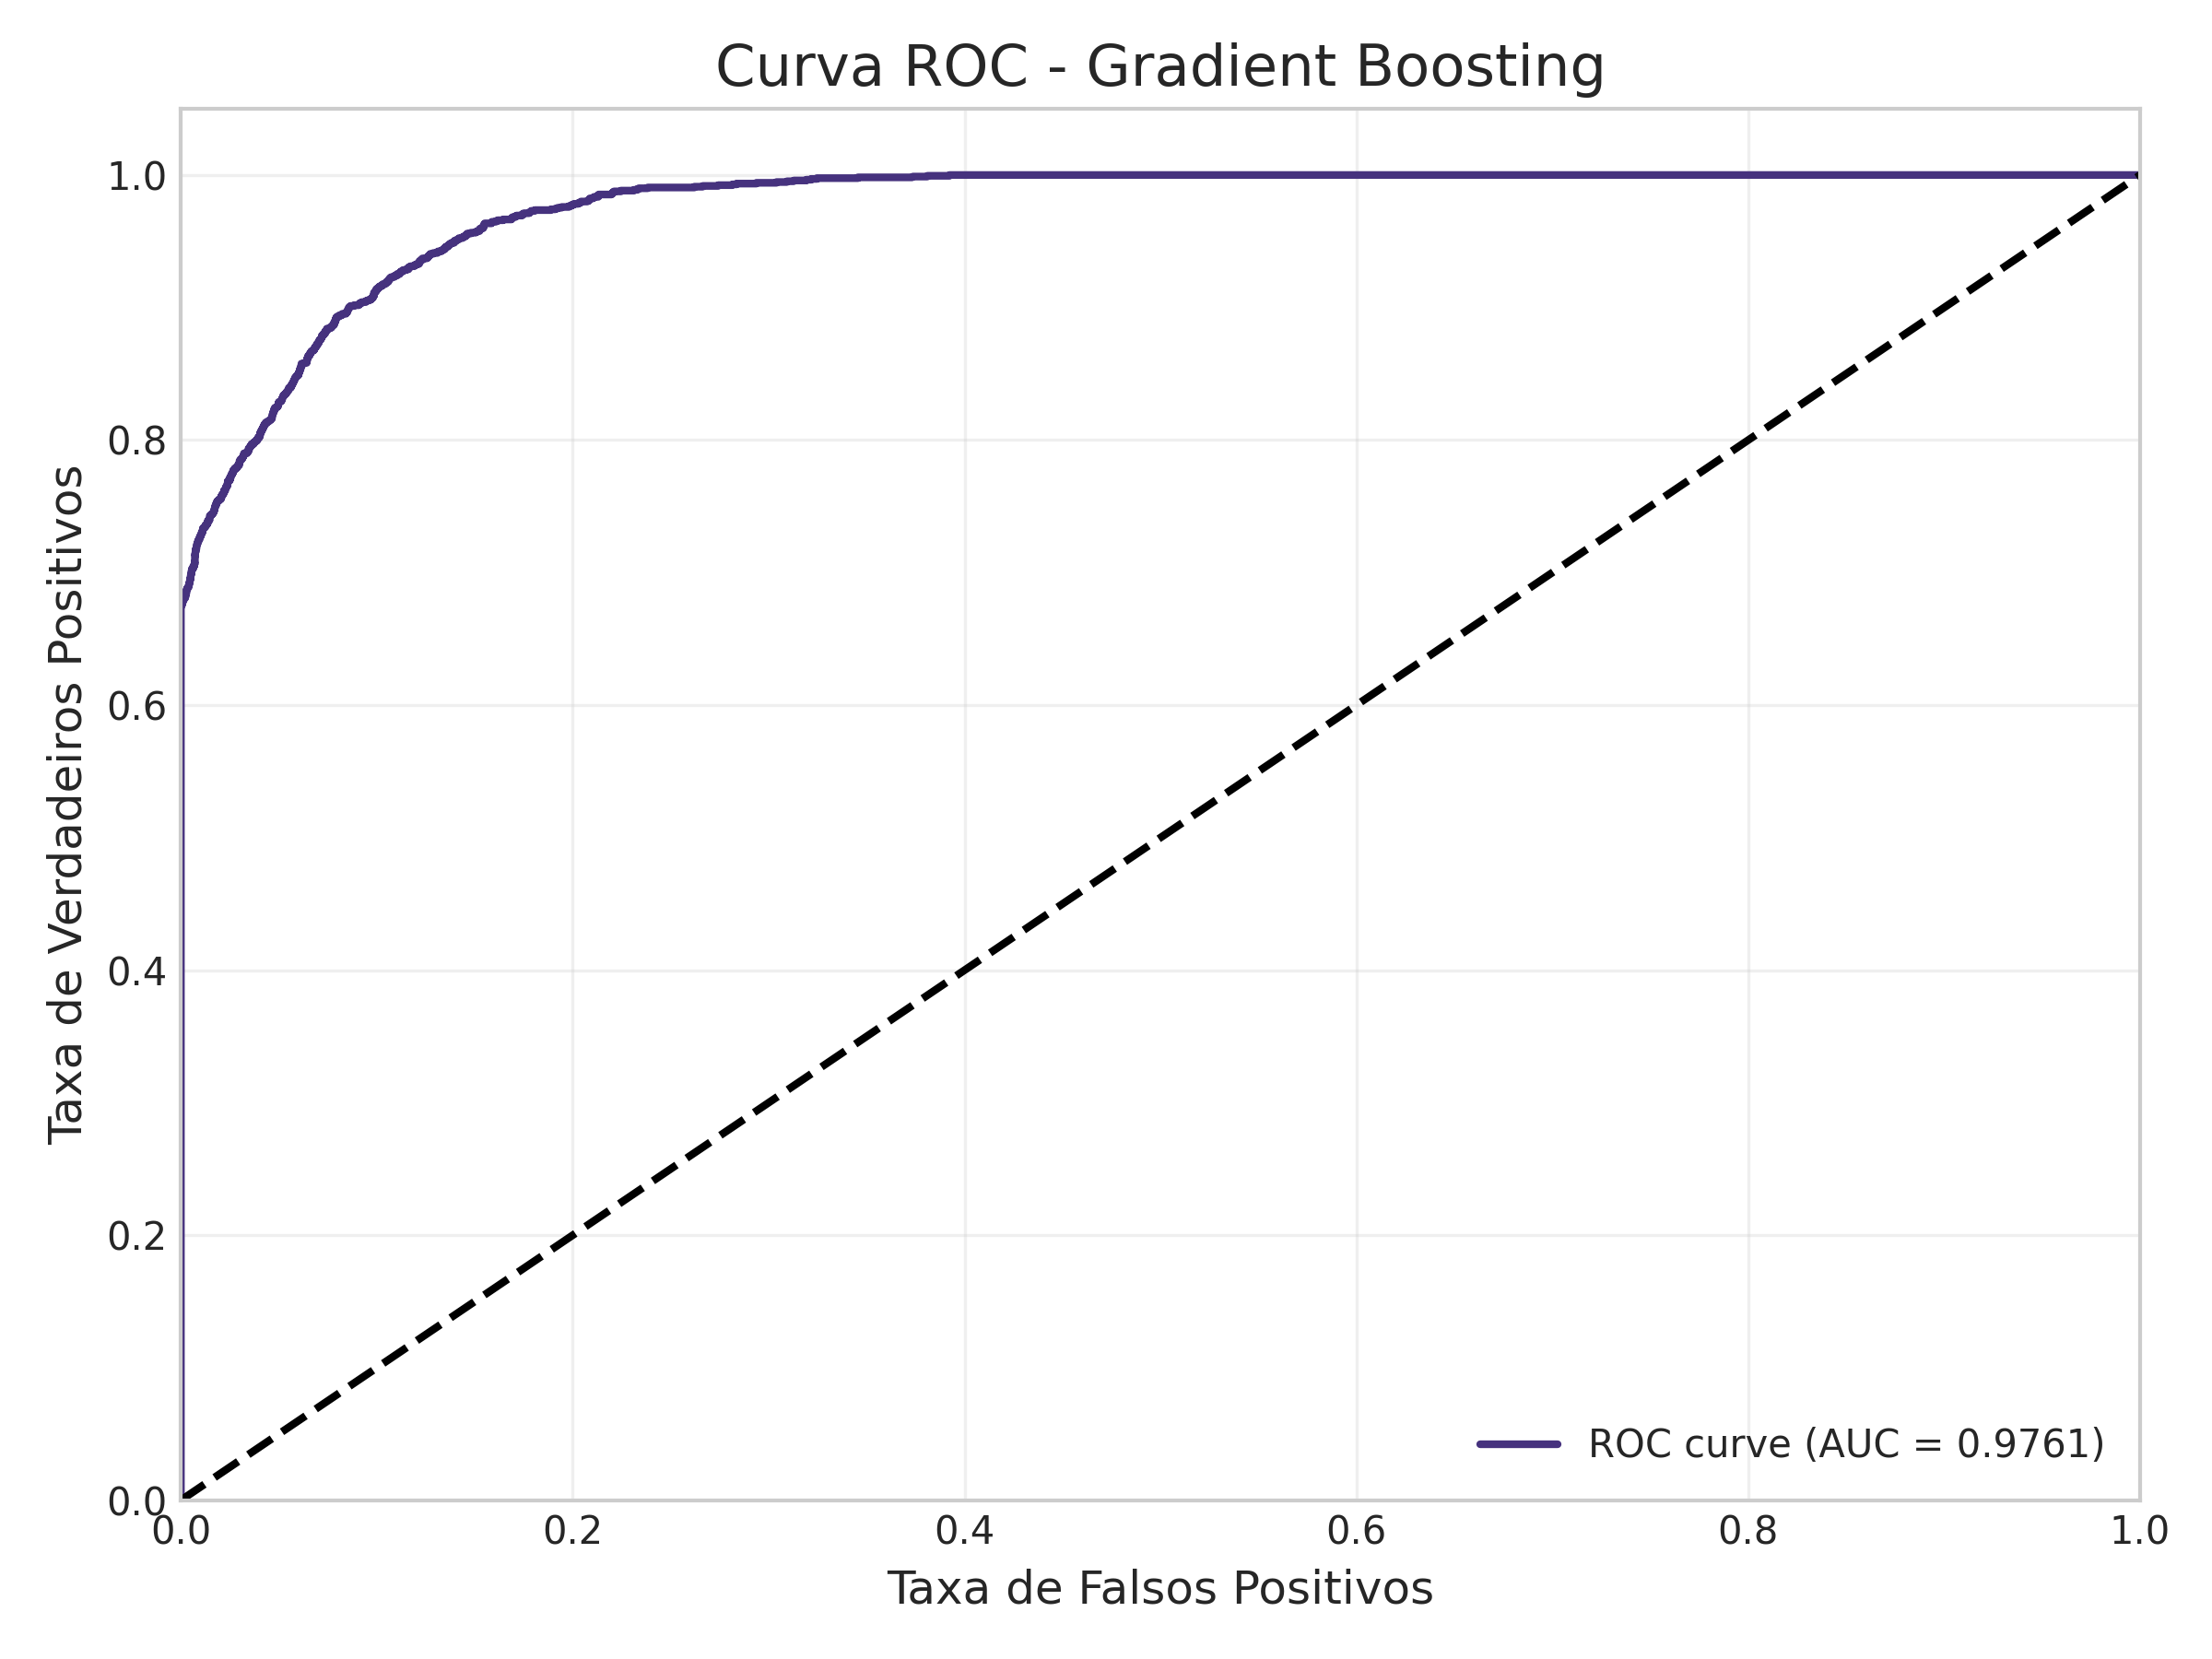 Curva ROC - Gradient Boosting
Taxa de Verdadeiros Positivos
1.0
0.8
0.6
0.4
0.2
0.0
ROC curve (AUC = 0.9761)
0.0 0.2 0.4 0.6 0.8 1.0
Taxa de Falsos Positivos